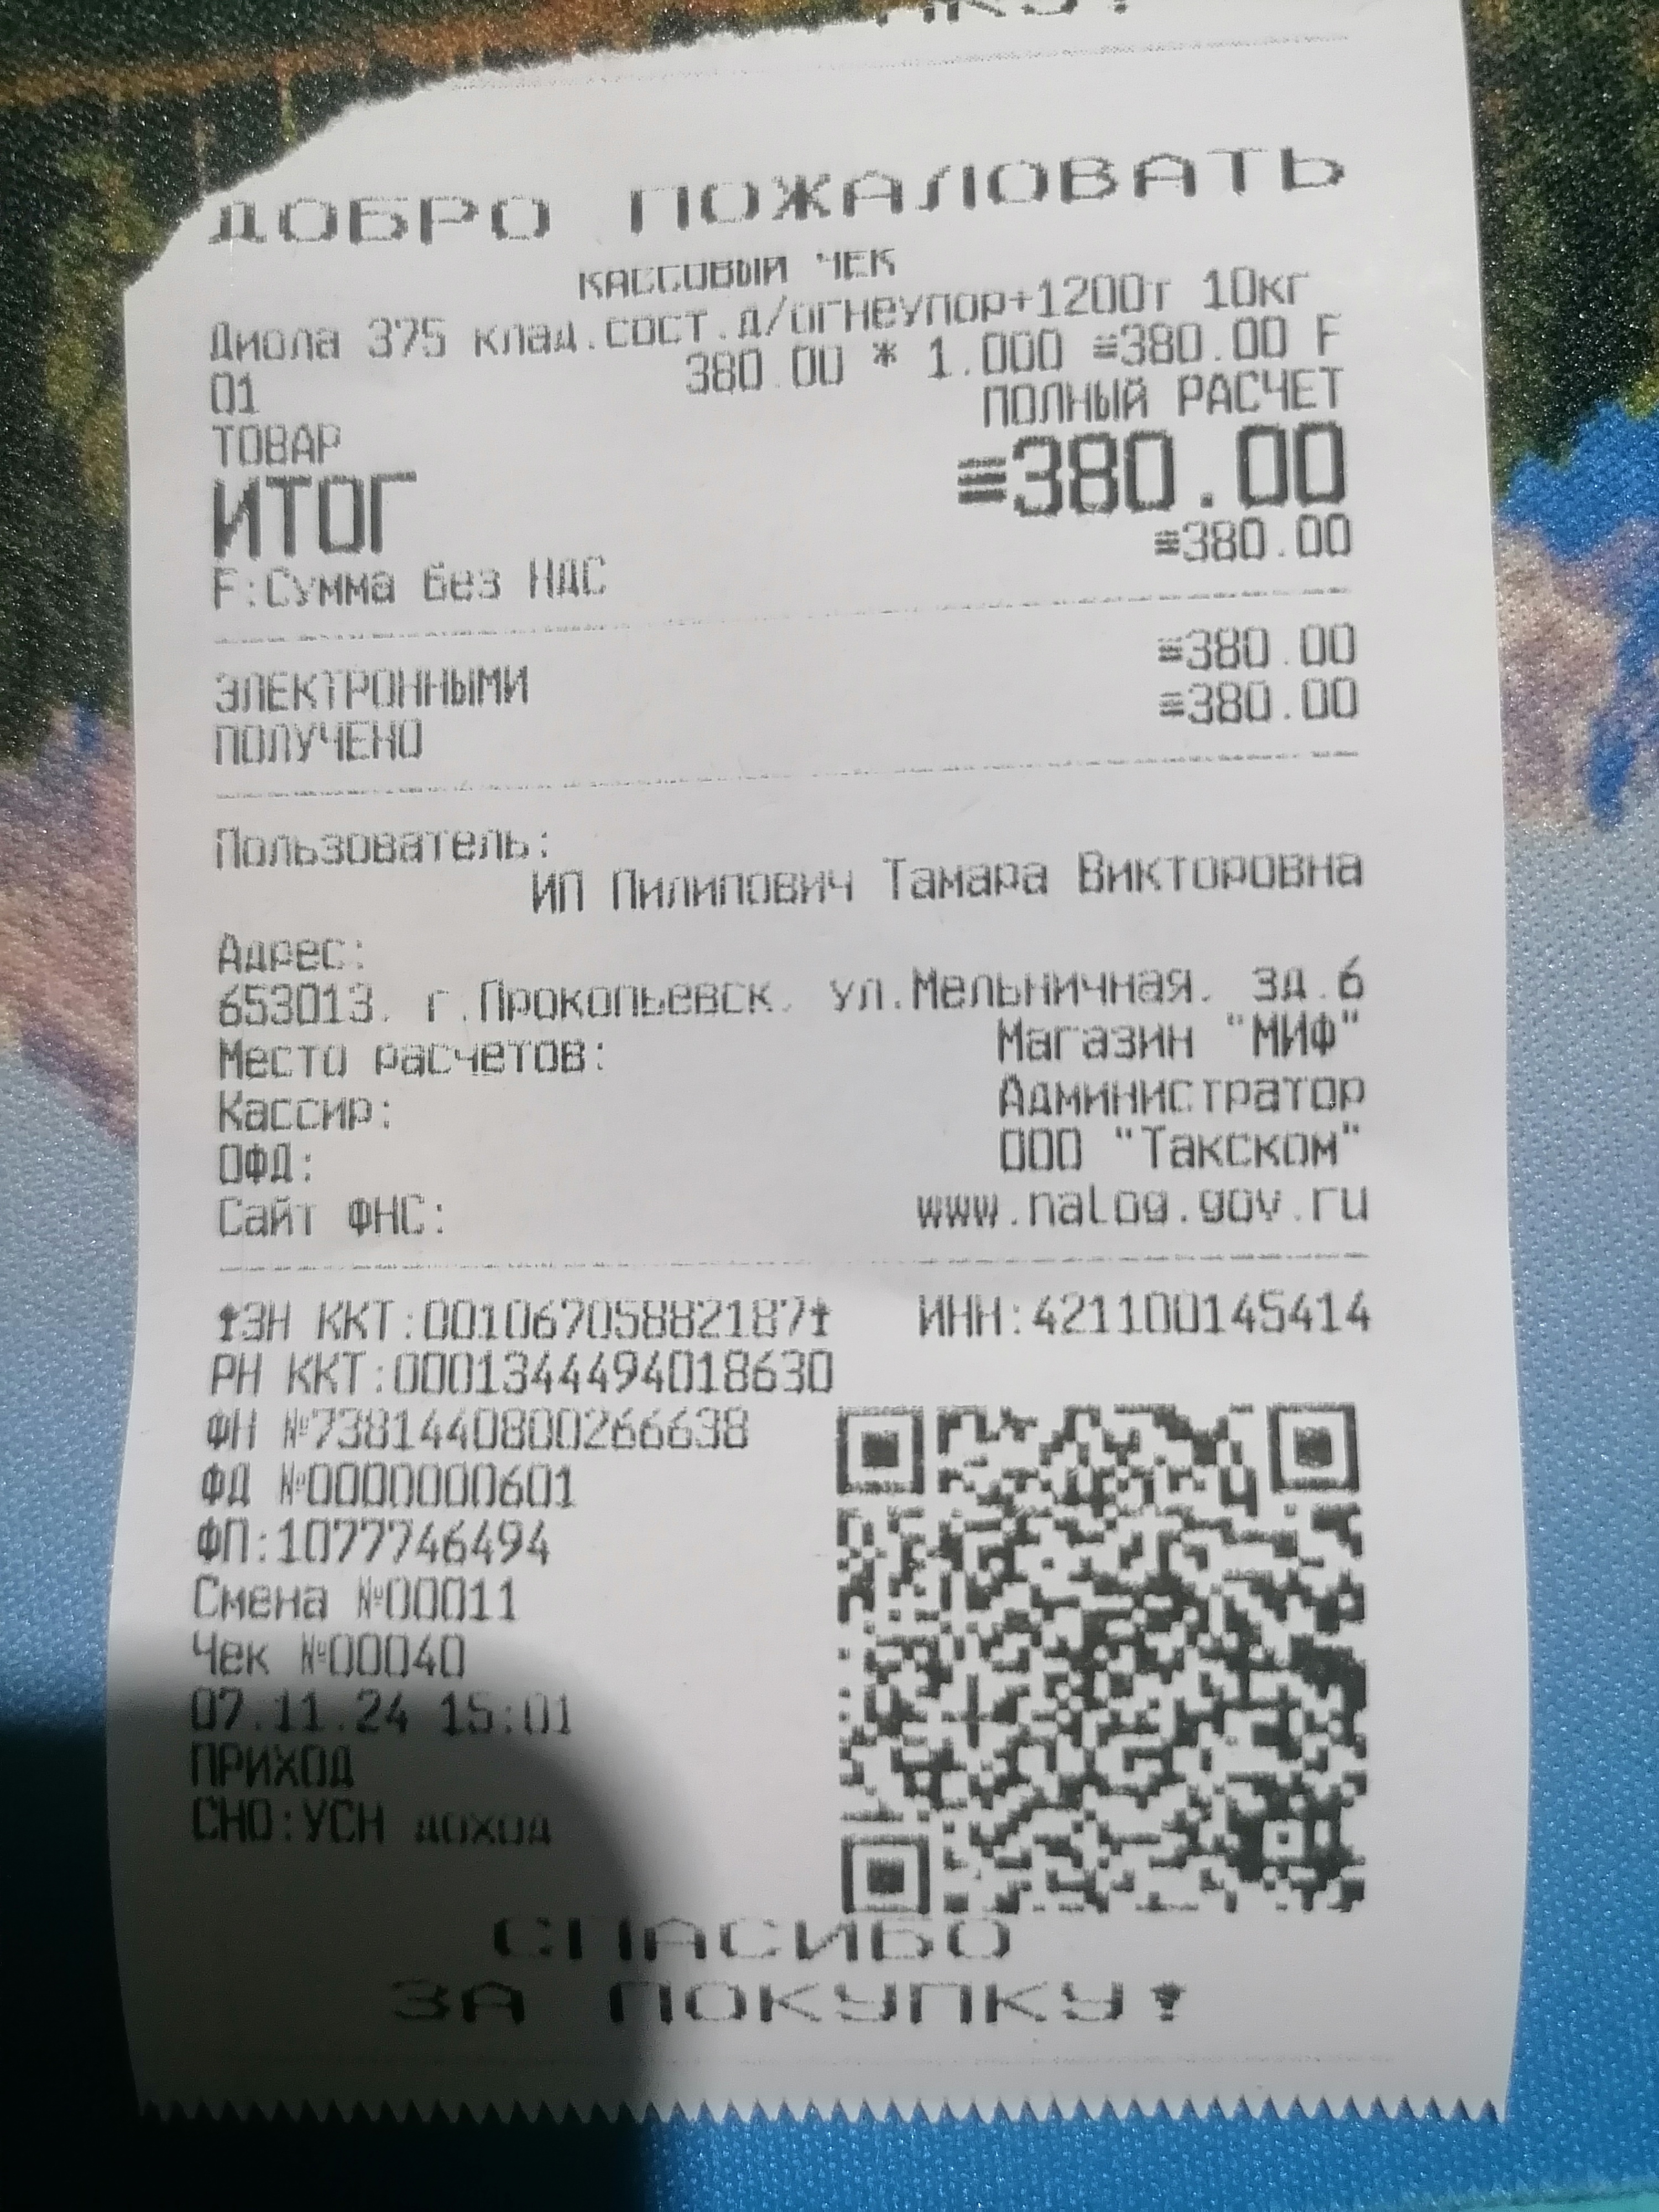 ДОБРО ПОЖАЛОВАТЬ
КАССОВЫЙ ЧЕК
Диола 375 клад.сост.д/огнеупор+1200т 10кг
01 380.00 * 1.000 ≡380.00 F
ТОВАР ПОЛНЫЙ РАСЧЕТ
ИТОГ ≡380.00
F:Сумма без НДС ≡380.00
ЭЛЕКТРОННЫМИ ≡380.00
ПОЛУЧЕНО ≡380.00
Пользователь:
ИП Пилипович Тамара Викторовна
Адрес:
653013, г.Прокопьевск, ул.Мельничная, зд.6
Место расчетов: Магазин "МИФ"
Кассир: Администратор
ОФД: ООО "Такском"
Сайт ФНС: www.nalog.gov.ru
ЗН ККТ:00106705882187 ИНН:421100145414
РН ККТ:0001344494018630
ФН №7381440800266638
ФД №0000000601
ФП:1077746494
Смена №00011
Чек №00040
07.11.24 15:01
ПРИХОД
СНО:УСН доход
СПАСИБО
ЗА ПОКУПКУ!